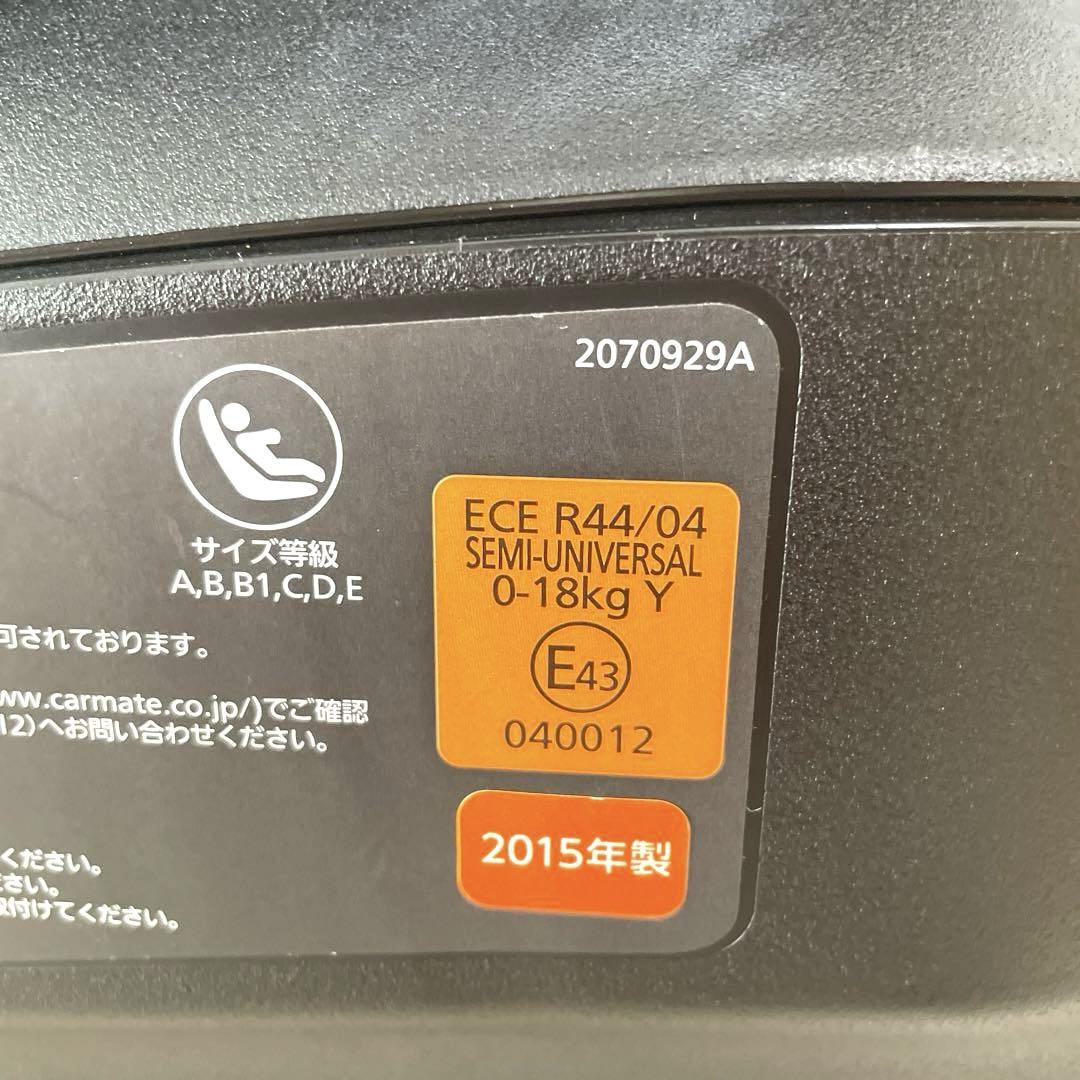 2070929A
サイズ等級
A,B,B1,C,D,E
可されております。
ww.carmate.co.jp/)でご確認
12)へお問い合わせください。
ください。
ださい。
取付けてください。
ECE R44/04
SEMI-UNIVERSAL
0-18kg Y
E43
040012
2015年製